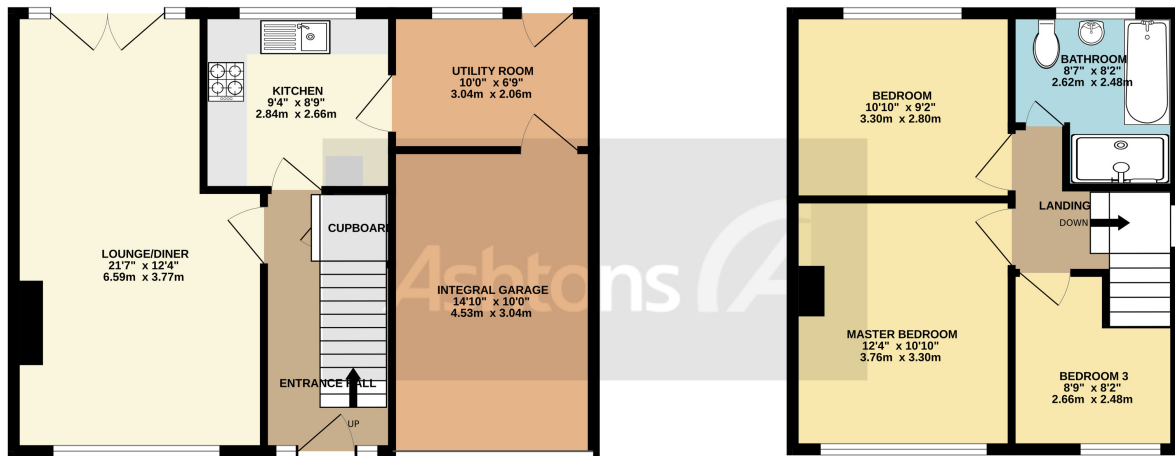 KITCHEN
9'4" x 8'9"
2.84m x 2.66m
UTILITY ROOM
10'0" x 6'9"
3.04m x 2.06m
LOUNGE/DINER
21'7" x 12'4"
6.59m x 3.77m
CUPBOARD
INTEGRAL GARAGE
14'10" x 10'0"
4.53m x 3.04m
ENTRANCE HALL
UP
BEDROOM
10'10" x 9'2"
3.30m x 2.80m
BATHROOM
8'7" x 8'2"
2.62m x 2.48m
LANDING
DOWN
MASTER BEDROOM
12'4" x 10'10"
3.76m x 3.30m
BEDROOM 3
8'9" x 8'2"
2.66m x 2.48m
Ashtons